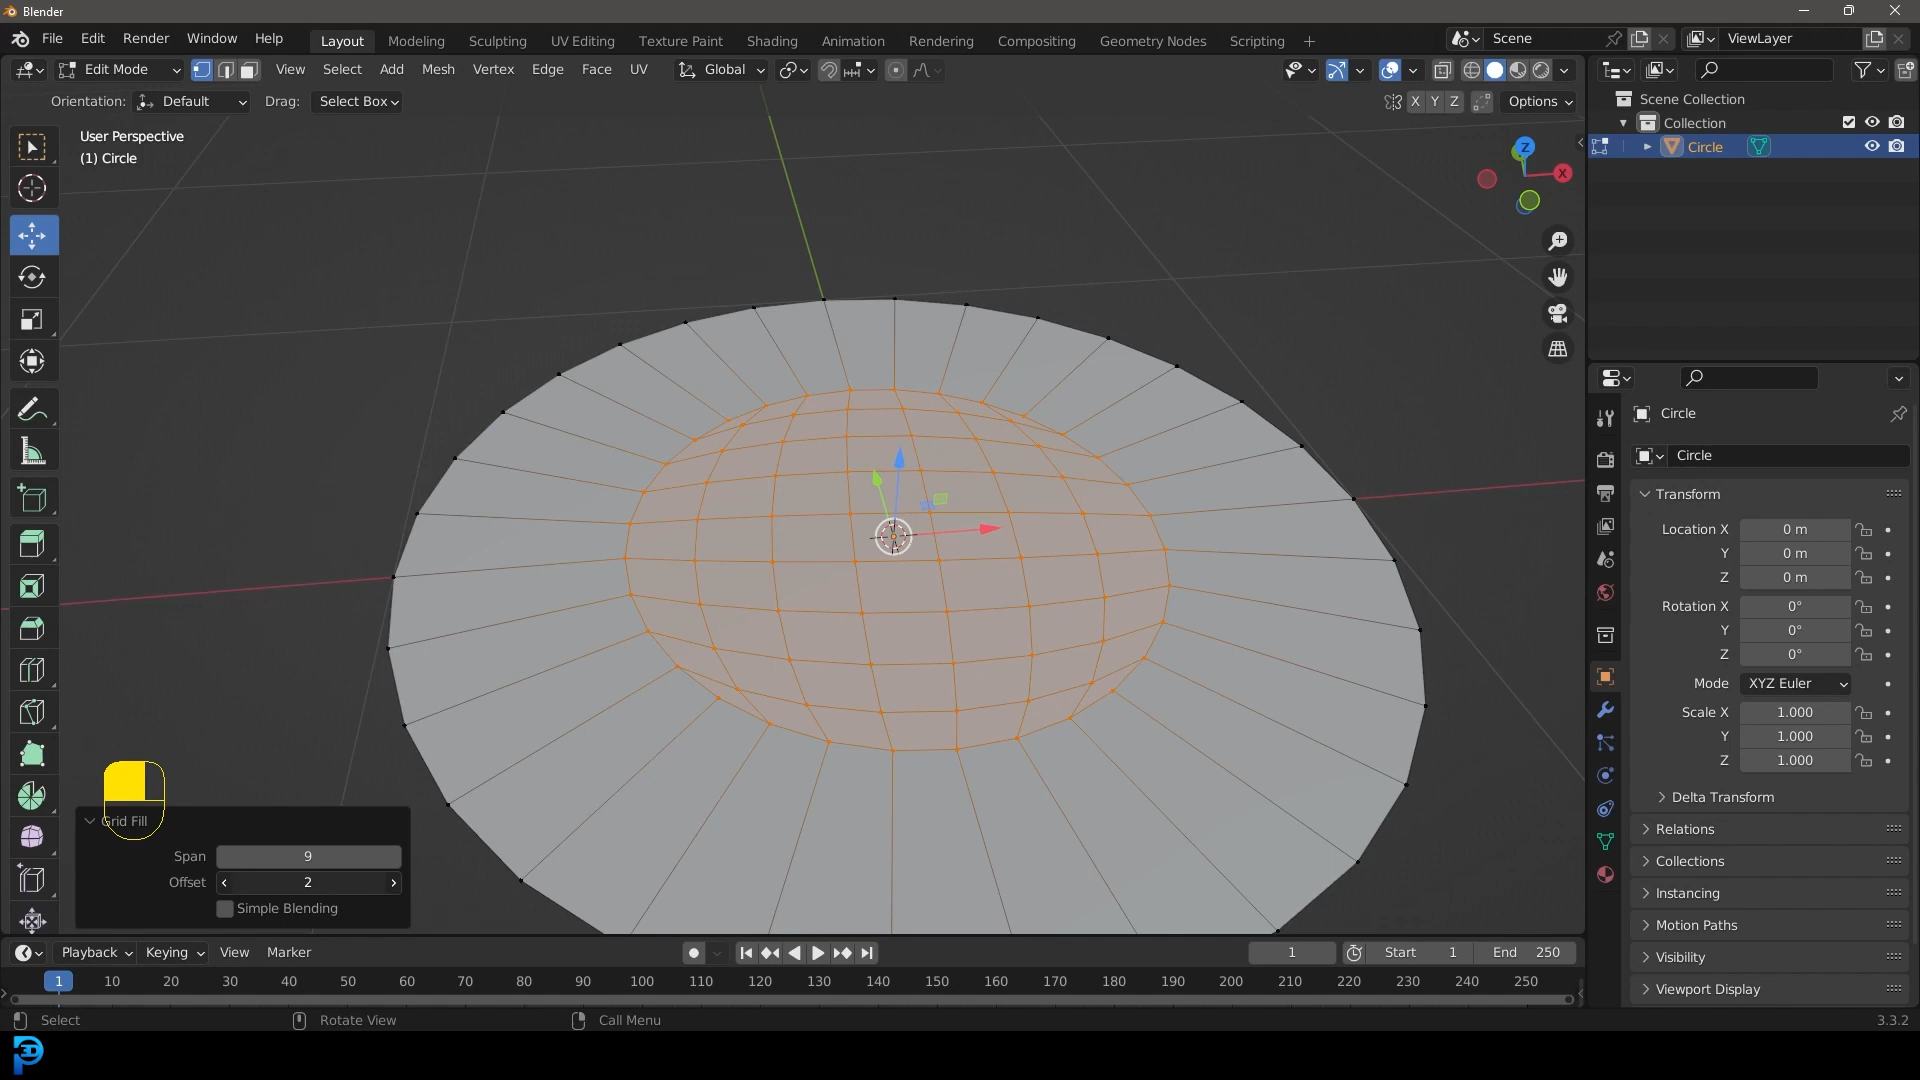 Blender
File Edit Render Window Help
Layout Modeling Sculpting UV Editing Texture Paint Shading Animation Rendering Compositing Geometry Nodes Scripting +
Scene
ViewLayer
Edit Mode View Select Add Mesh Vertex Edge Face UV Global
Orientation: Default Drag: Select Box
X Y Z Options
User Perspective
(1) Circle
Z
X
Scene Collection
Collection
Circle
Circle
Circle
Transform
Location X 0 m
Y 0 m
Z 0 m
Rotation X 0°
Y 0°
Z 0°
Mode XYZ Euler
Scale X 1.000
Y 1.000
Z 1.000
Delta Transform
Relations
Collections
Instancing
Motion Paths
Visibility
Viewport Display
Grid Fill
Span 9
Offset 2
Simple Blending
Playback Keying View Marker
1 Start 1 End 250
1 10 20 30 40 50 60 70 80 90 100 110 120 130 140 150 160 170 180 190 200 210 220 230 240 250
Select Rotate View Call Menu
3.3.2
3D